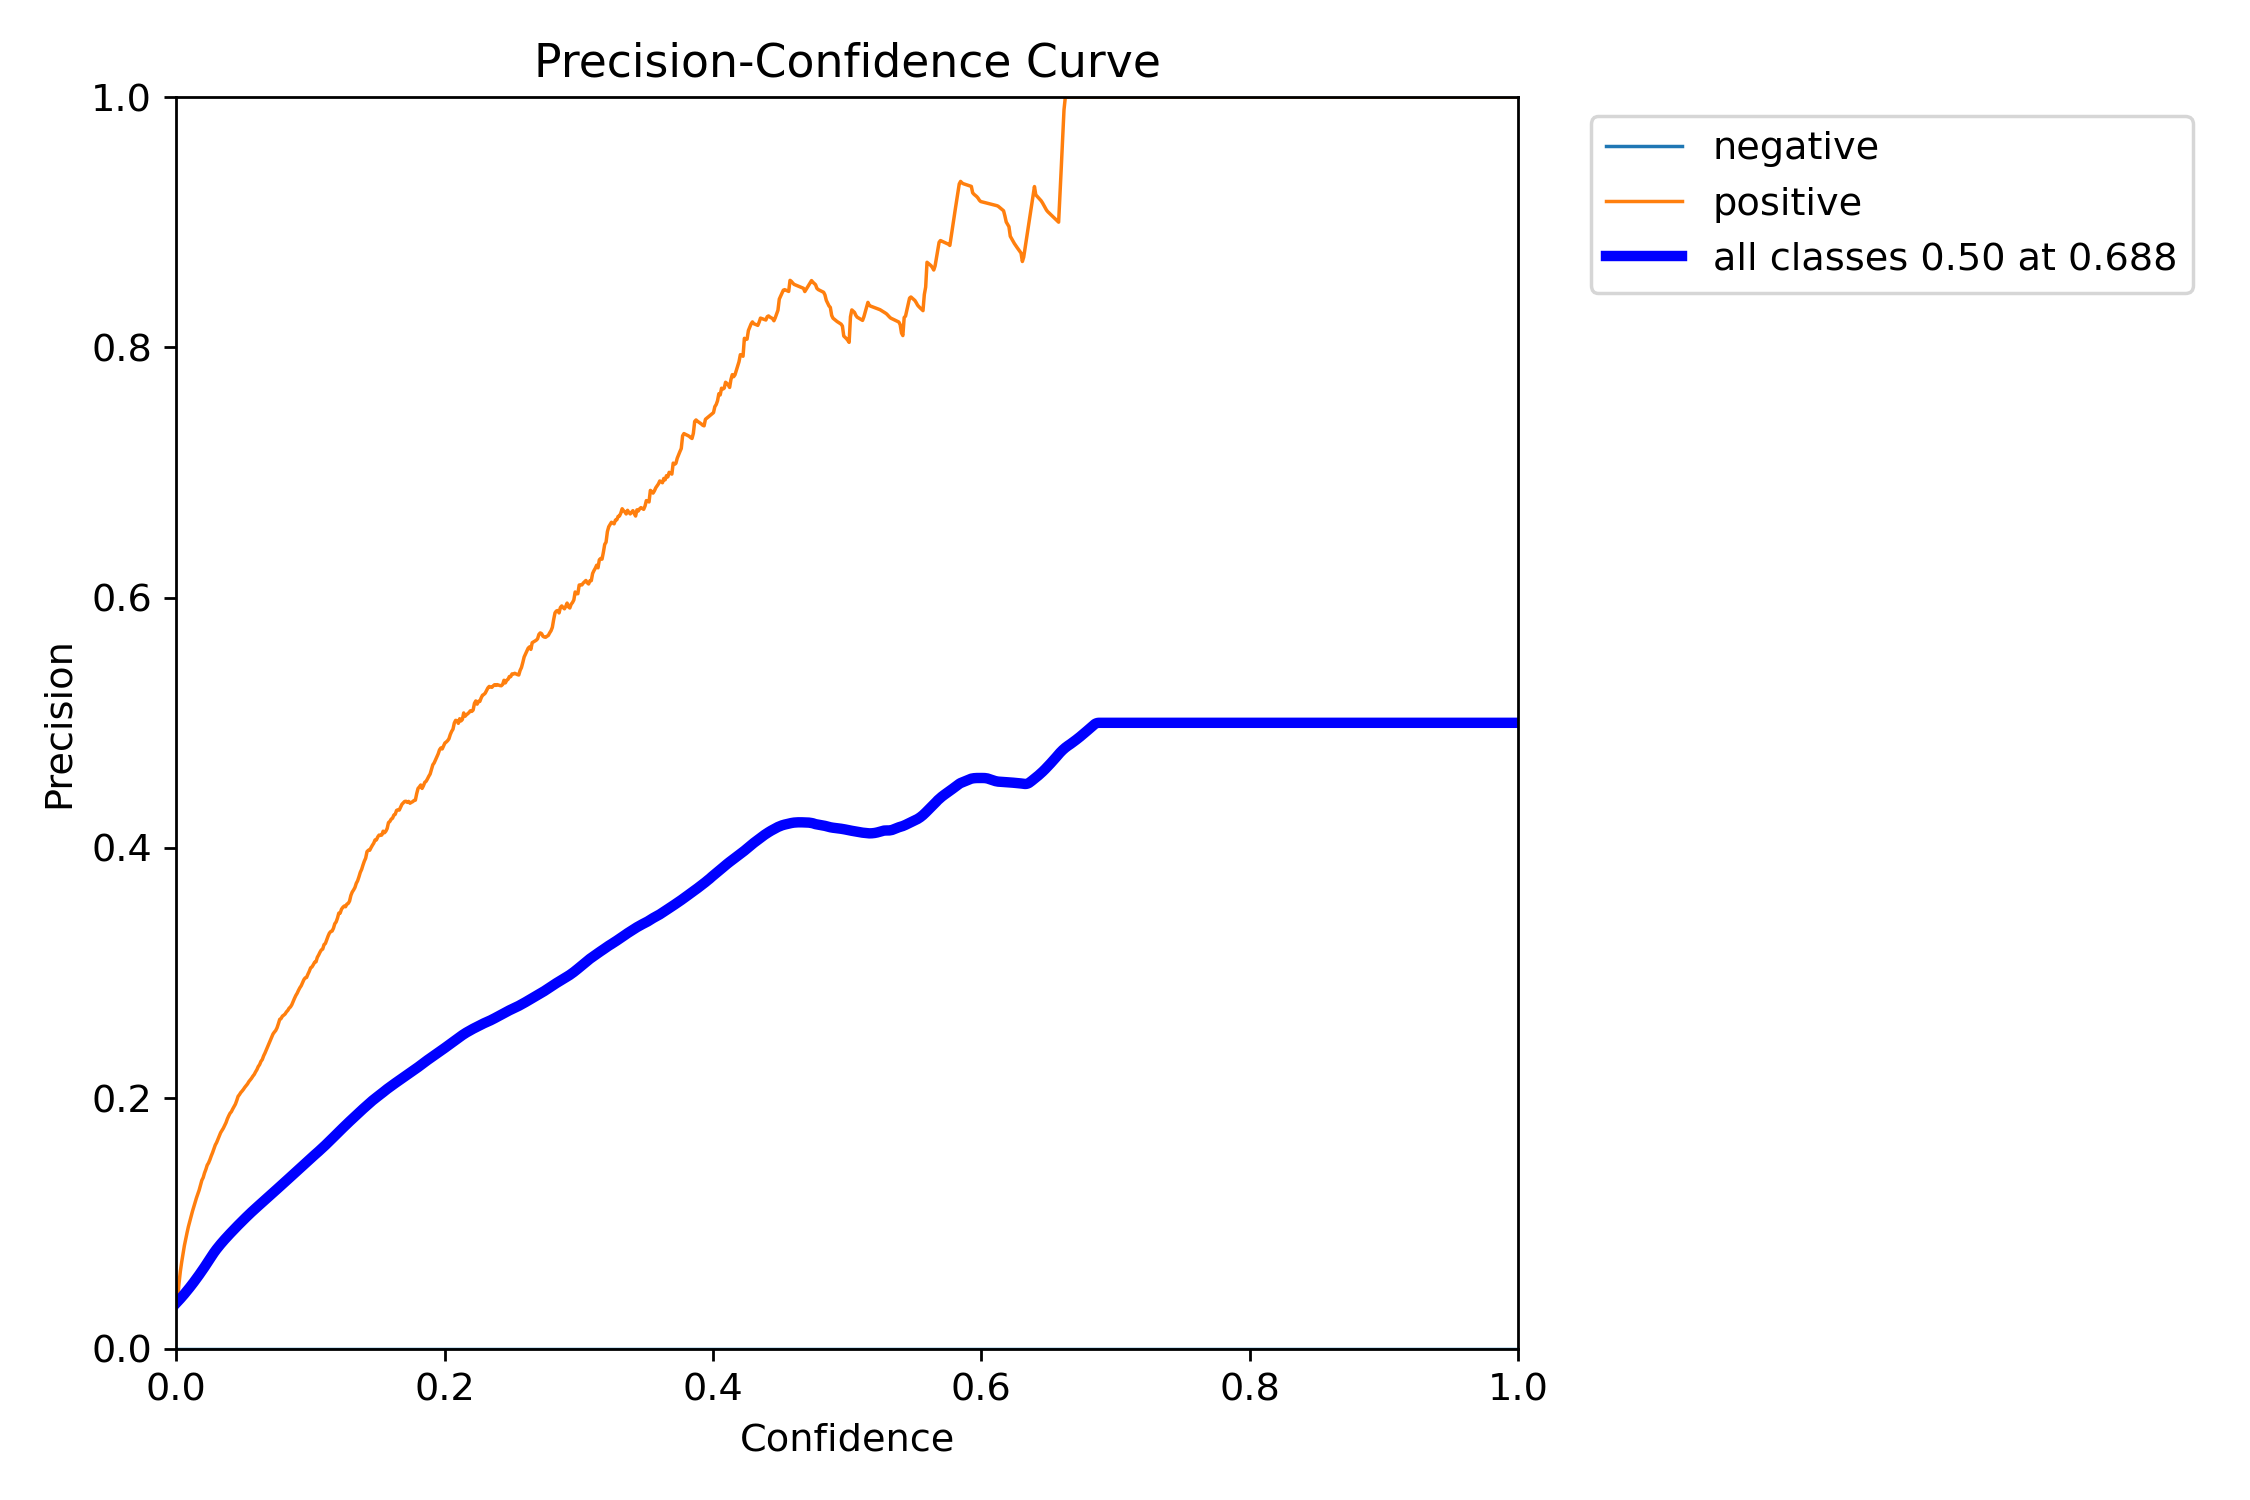 Precision-Confidence Curve
1.0
0.8
0.6
0.4
0.2
0.0
Precision
0.0 0.2 0.4 0.6 0.8 1.0
Confidence
negative
positive
all classes 0.50 at 0.688